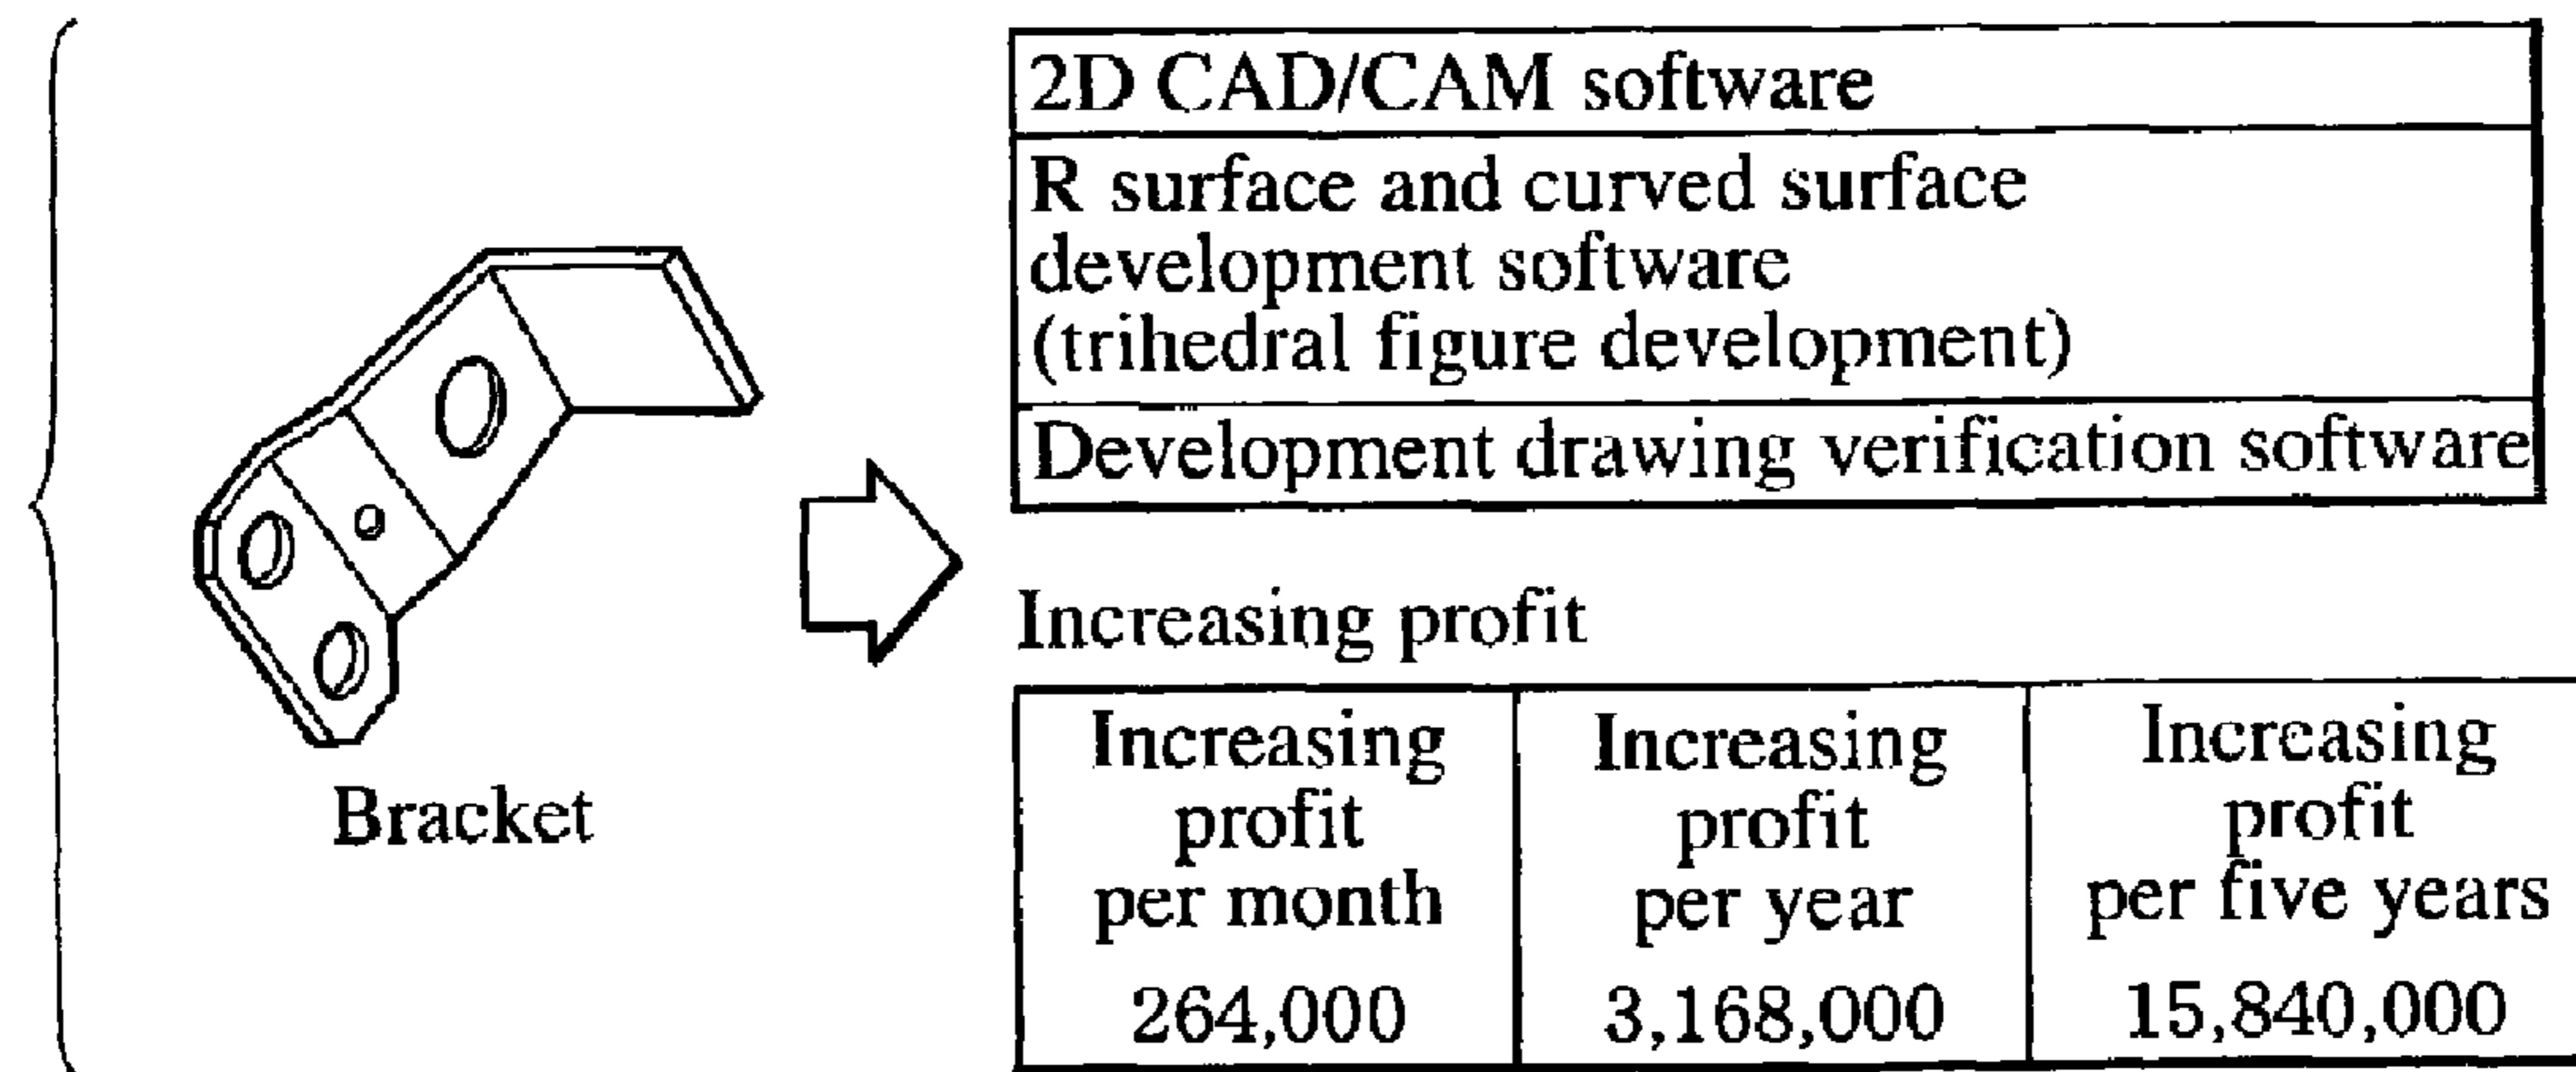 2D CAD/CAM software
R surface and curved surface
development software
(trihedral figure development)
Development drawing verification software
Bracket
Increasing profit
Increasing
profit
per month
264,000
Increasing
profit
per year
3,168,000
Increasing
profit
per five years
15,840,000